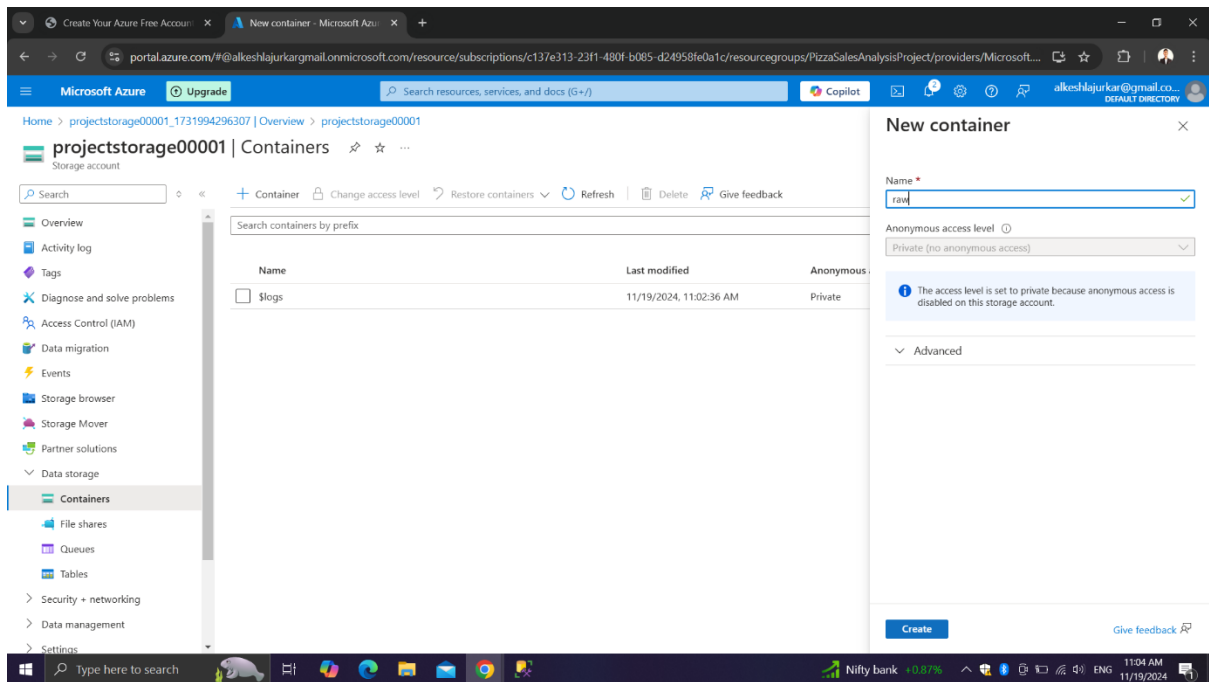 Create Your Azure Free Account
New container - Microsoft Azu
portal.azure.com/#@alkeshlajurkargmail.onmicrosoft.com/resource/subscriptions/c137e313-23f1-480f-b085-d24958fe0a1c/resourcegroups/PizzaSalesAnalysisProject/providers/Microsoft....
Microsoft Azure
Upgrade
Search resources, services, and docs (G+/)
Copilot
2
alkeshlajurkar@gmail.co...
DEFAULT DIRECTORY
Home > projectstorage00001_1731994296307 | Overview > projectstorage00001
projectstorage00001 | Containers
Storage account
Search
Container
Change access level
Restore containers
Refresh
Delete
Give feedback
Overview
Activity log
Tags
Diagnose and solve problems
Access Control (IAM)
Data migration
Events
Storage browser
Storage Mover
Partner solutions
Data storage
Containers
File shares
Queues
Tables
Security + networking
Data management
Settings
Search containers by prefix
Name Last modified Anonymous
$logs 11/19/2024, 11:02:36 AM Private
New container
Name *
raw
Anonymous access level
Private (no anonymous access)
The access level is set to private because anonymous access is
disabled on this storage account.
Advanced
Create
Give feedback
Type here to search
Nifty bank +0.87%
ENG
11:04 AM
11/19/2024
1